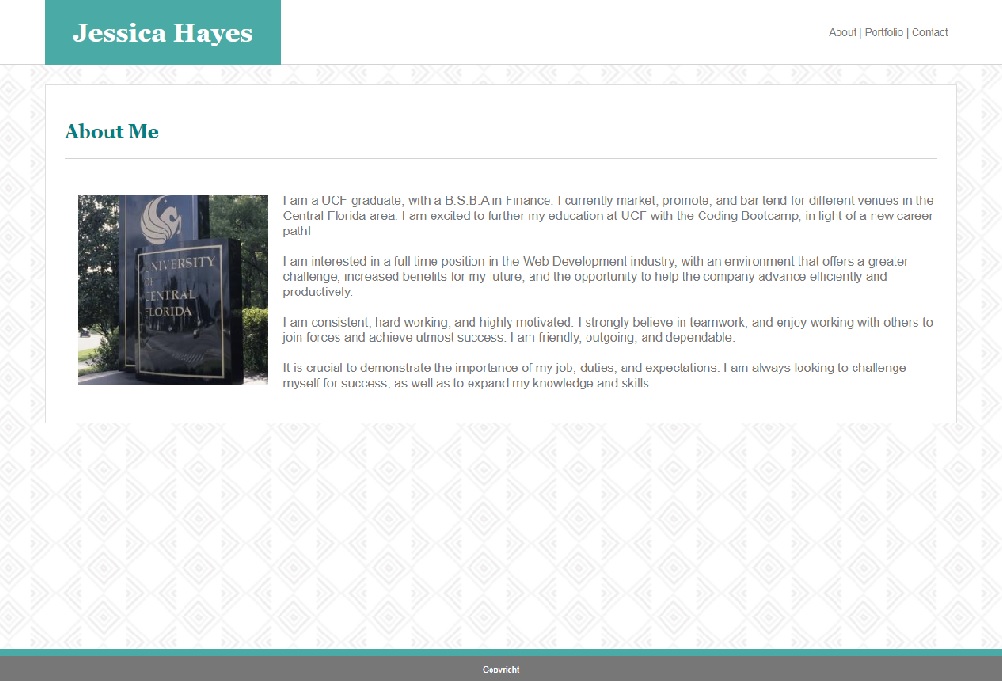 Jessica Hayes
About | Portfolio | Contact
About Me
UNIVERSITY
OF
CENTRAL
FLORIDA
I am a UCF graduate, with a B.S.B.A in Finance. I currently market, promote, and bar tend for different venues in the
Central Florida area. I am excited to further my education at UCF with the Coding Bootcamp, in light of a new career
path!
I am interested in a full time position in the Web Development industry, with an environment that offers a greater
challenge, increased benefits for my future, and the opportunity to help the company advance efficiently and
productively.
I am consistent, hard working, and highly motivated. I strongly believe in teamwork, and enjoy working with others to
join forces and achieve utmost success. I am friendly, outgoing, and dependable.
It is crucial to demonstrate the importance of my job, duties, and expectations. I am always looking to challenge
myself for success, as well as to expand my knowledge and skills.
Copyright